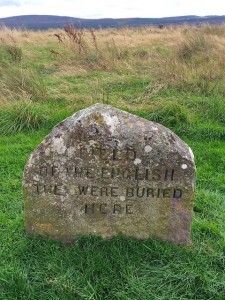 FIELD
OF THE ENGLISH
THEY WERE BURIED
HERE